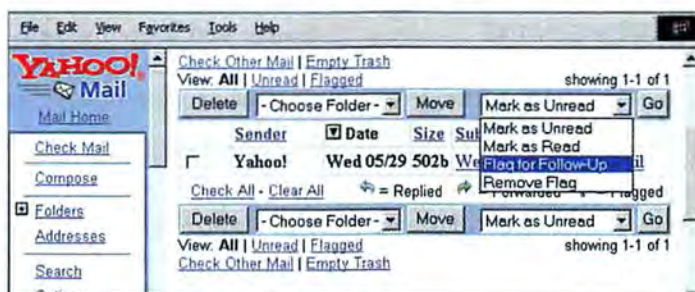 File Edit View Favorites Tools Help
YAHOO! Mail
Mail Home
Check Mail
Compose
Folders
Addresses
Search
Check Other Mail | Empty Trash
View: All | Unread | Flagged showing 1-1 of 1
Delete - Choose Folder - Move Mark as Unread Go
Sender Date Size
Mark as Unread
Mark as Read
Flag for Follow-Up
Remove Flag
Yahoo! Wed 05/29 502b
Check All - Clear All = Replied
Delete - Choose Folder - Move Mark as Unread Go
View: All | Unread | Flagged showing 1-1 of 1
Check Other Mail | Empty Trash